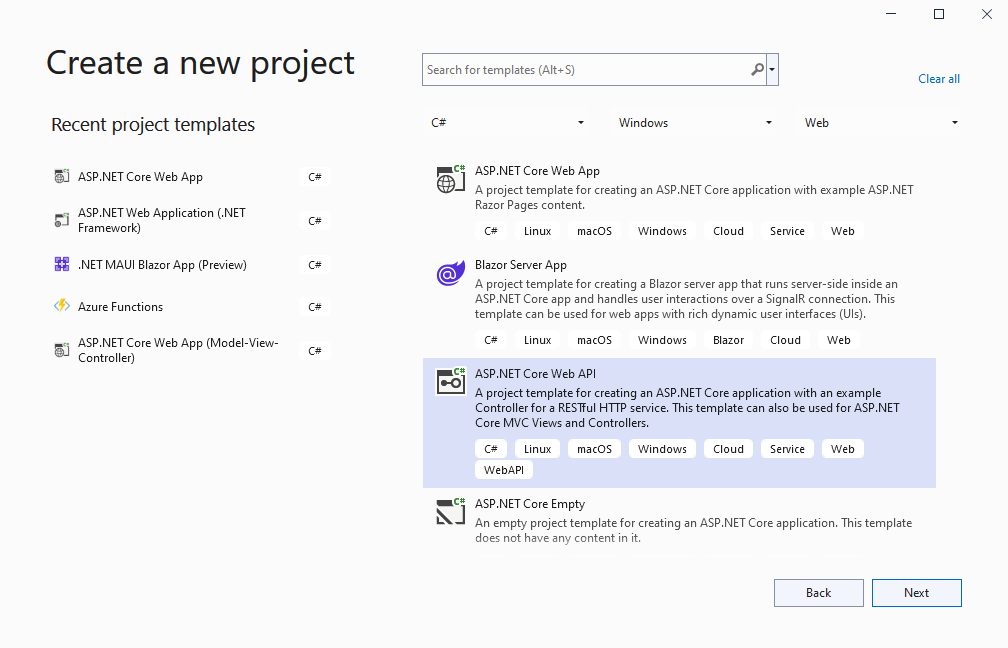 Create a new project
Search for templates (Alt+S)
Clear all
Recent project templates
C#
Windows
Web
ASP.NET Core Web App
C#
ASP.NET Web Application (.NET
Framework)
C#
.NET MAUI Blazor App (Preview)
C#
Azure Functions
C#
ASP.NET Core Web App (Model-View-
Controller)
C#
C#
ASP.NET Core Web App
A project template for creating an ASP.NET Core application with example ASP.NET
Razor Pages content.
C# Linux macOS Windows Cloud Service Web
Blazor Server App
A project template for creating a Blazor server app that runs server-side inside an
ASP.NET Core app and handles user interactions over a SignalR connection. This
template can be used for web apps with rich dynamic user interfaces (UIs).
C# Linux macOS Windows Blazor Cloud Web
C#
ASP.NET Core Web API
A project template for creating an ASP.NET Core application with an example
Controller for a RESTful HTTP service. This template can also be used for ASP.NET
Core MVC Views and Controllers.
C# Linux macOS Windows Cloud Service Web
WebAPI
C#
ASP.NET Core Empty
An empty project template for creating an ASP.NET Core application. This template
does not have any content in it.
Back
Next